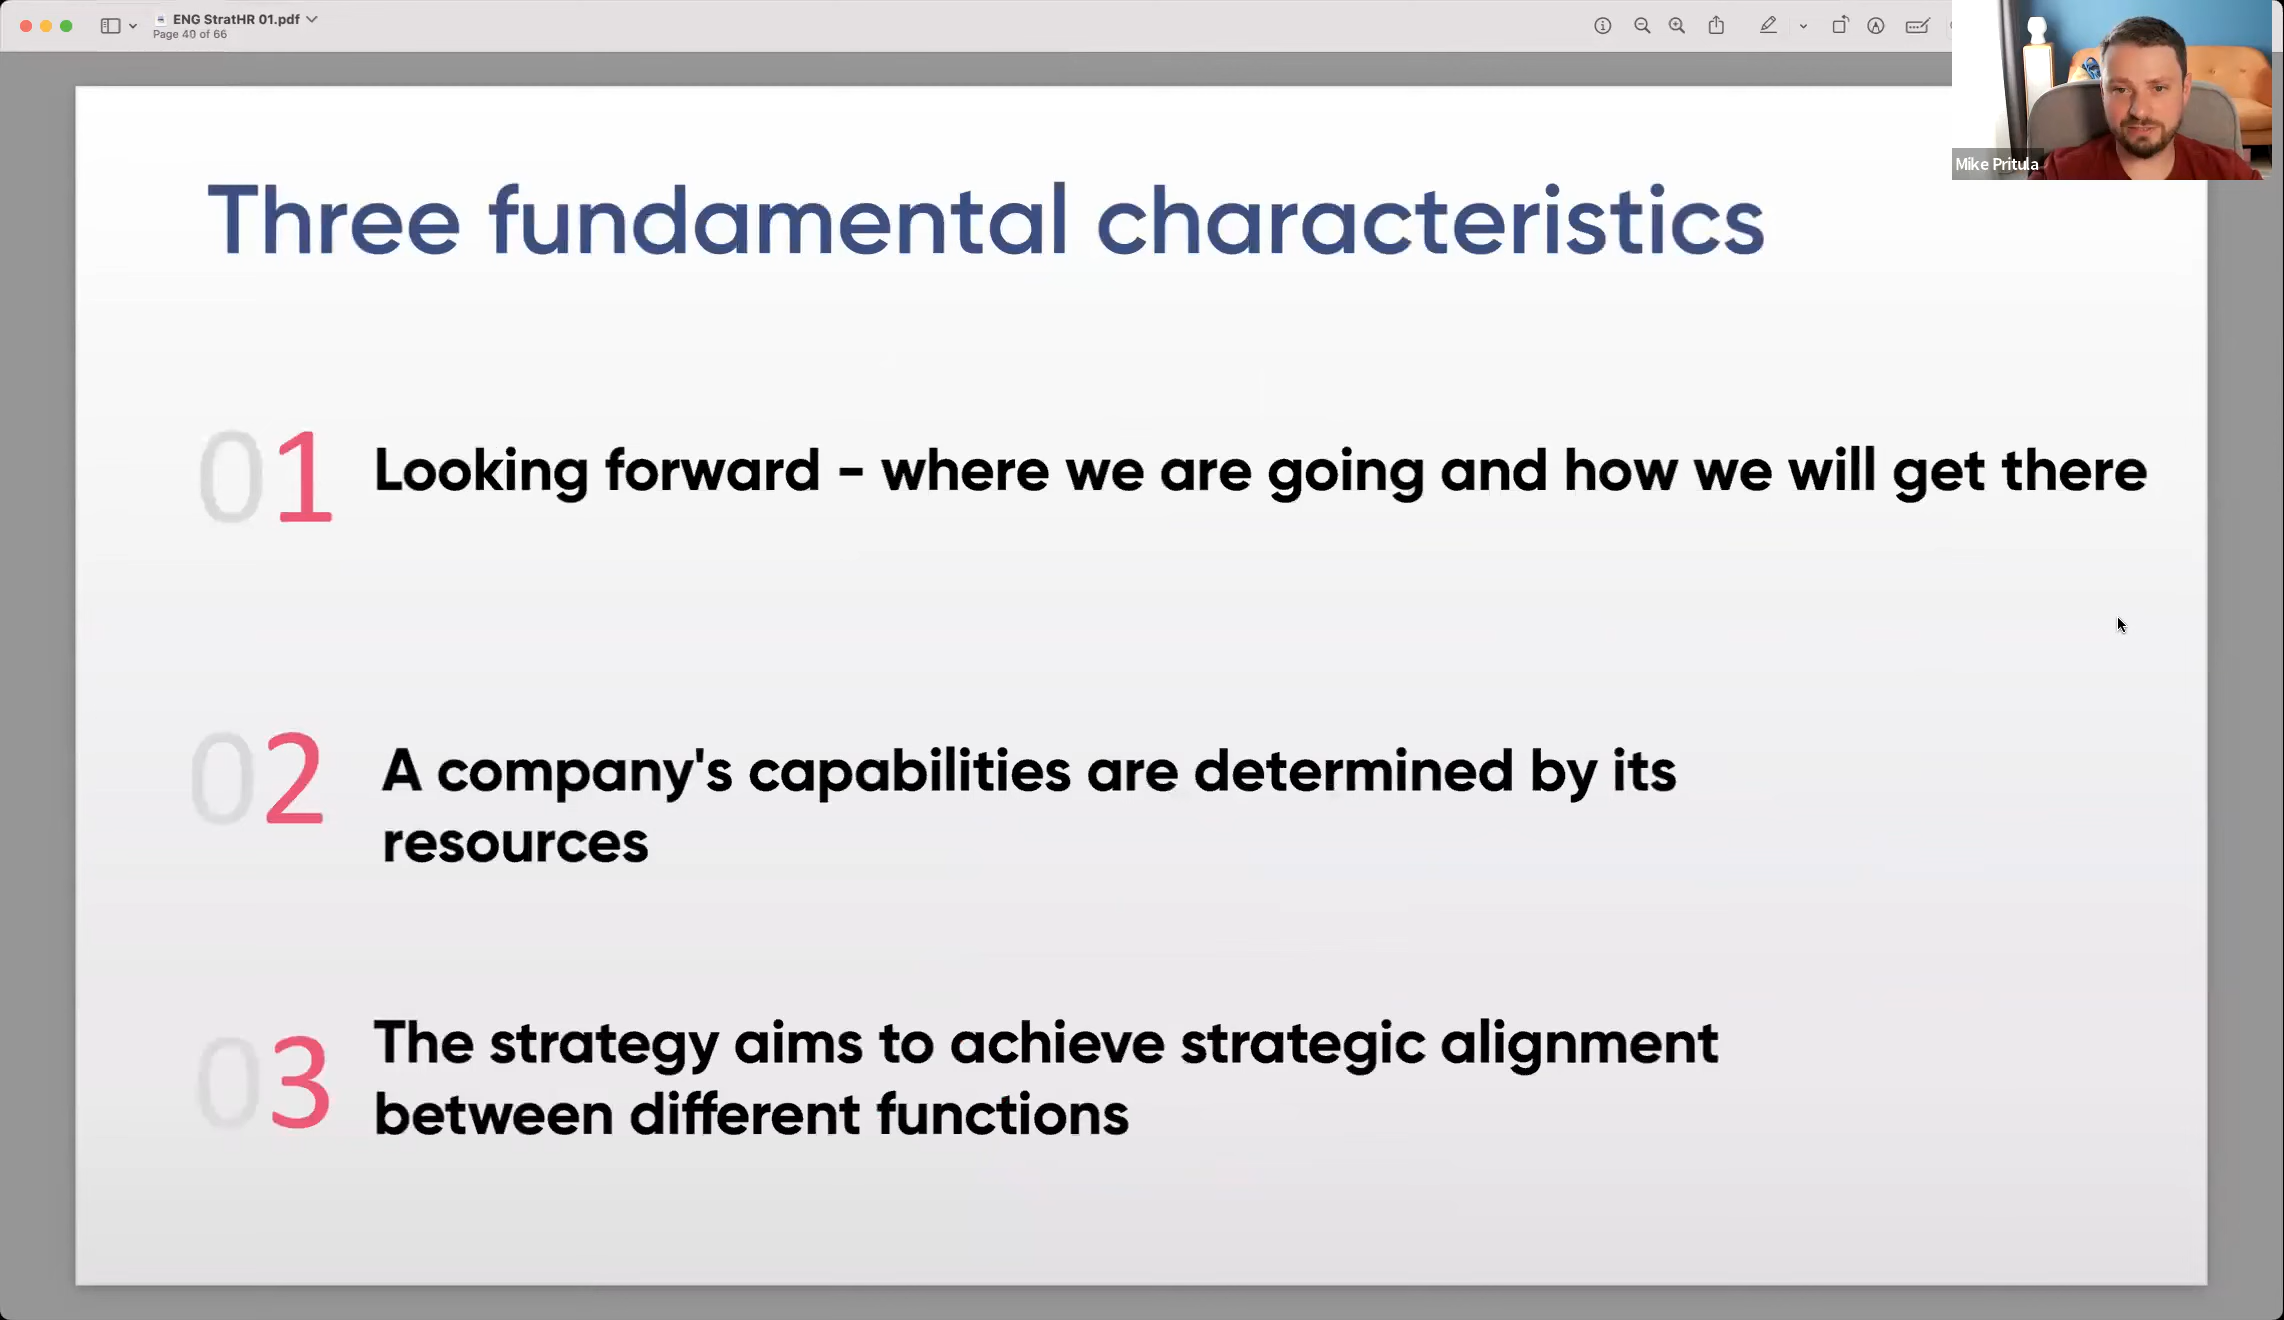 ENG StratHR 01.pdf
Page 40 of 66
Mike Pritula
Three fundamental characteristics
01 Looking forward - where we are going and how we will get there
02 A company's capabilities are determined by its
resources
03 The strategy aims to achieve strategic alignment
between different functions